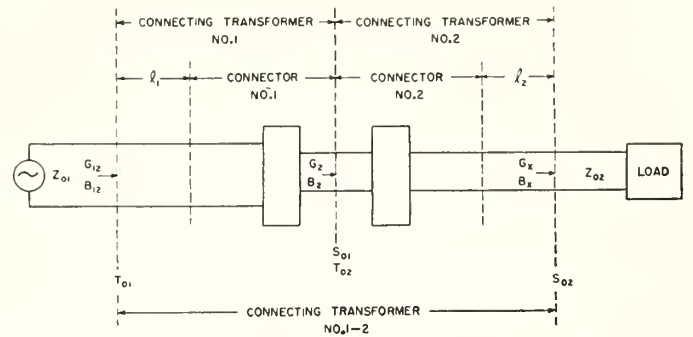 CONNECTING TRANSFORMER NO.1
CONNECTING TRANSFORMER NO.2
ℓ1
CONNECTOR NO.1
CONNECTOR NO.2
ℓ2
Z01
G12
B12
G2
B2
GX
BX
Z02
LOAD
T01
S01
T02
S02
CONNECTING TRANSFORMER NO.1-2